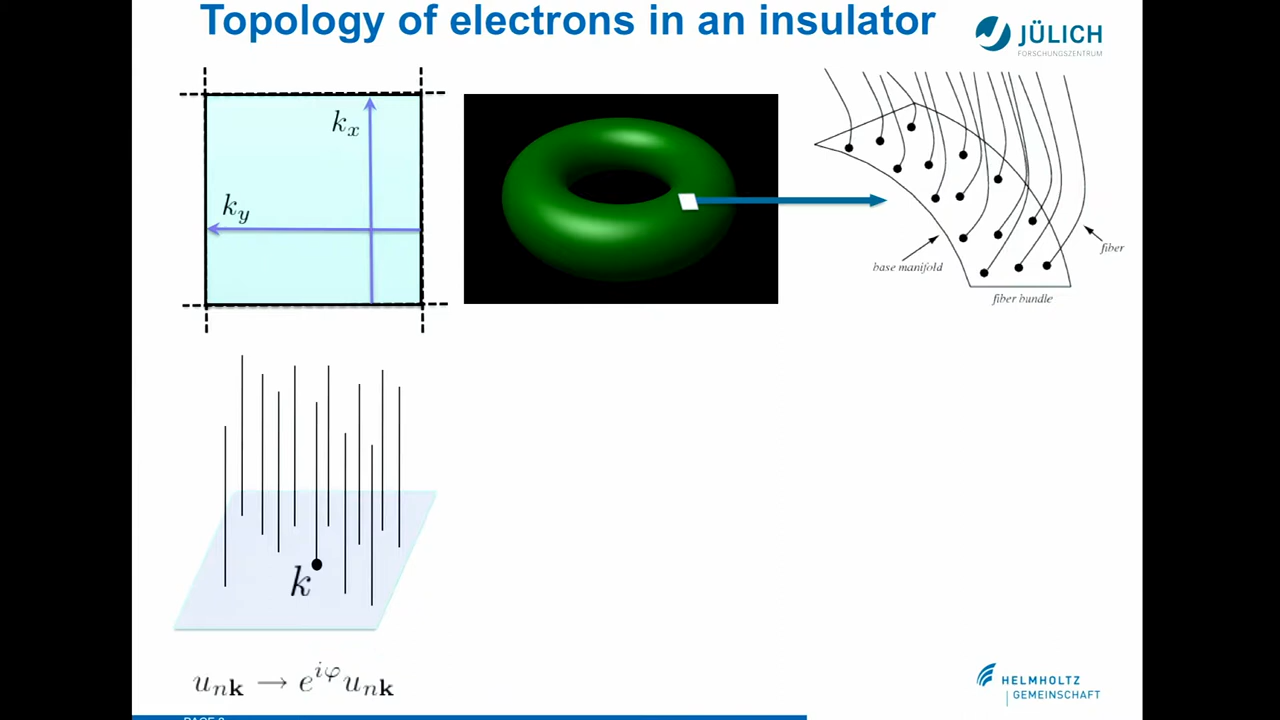 Topology of electrons in an insulator
JÜLICH
FORSCHUNGSZENTRUM
k_x
k_y
base manifold
fiber
fiber bundle
k
u_{n𝐤} → e^{iφ} u_{n𝐤}
HELMHOLTZ
GEMEINSCHAFT